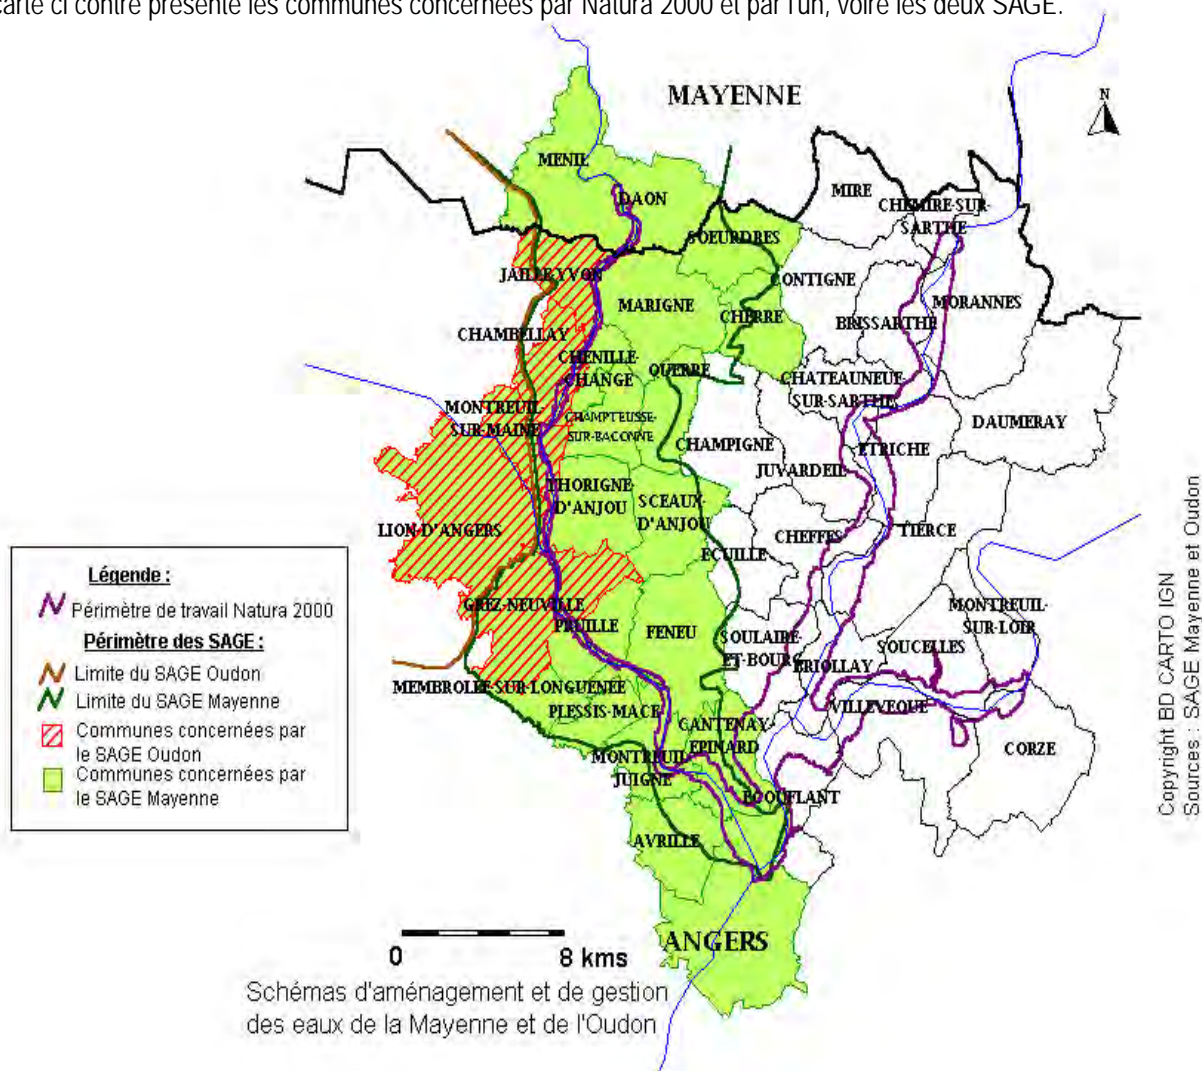 carte ci contre présente les communes concernées par Natura 2000 et par l'un, voire les deux SAGE.
MAYENNE
N
MENIL
DAON
MIRE
CHEMIRE-SUR-
SARTHE
SOEURDRES
JAILLE-YVON
CONTIGNE
MARIGNE
CHERRE
MORANNES
BRISSARTHE
CHAMBELLAY
CHENILLE-
CHANGE
QUERRE
CHATEAUNEUF-
SUR-SARTHE
MONTREUIL-
SUR-MAINE
CHAMPTEUSSE-
SUR-BACONNE
CHAMPIGNE
DAUMERAY
ETRICHE
JUVARDEIL
THORIGNE-
D'ANJOU
SCEAUX-
D'ANJOU
LION-D'ANGERS
CHEFFES
TIERCE
ECUILLE
GREZ-NEUVILLE
PRUILLE
FENEU
MONTREUIL-
SUR-LOIR
SOULAIRE-
ET-BOURG
SOUCELLES
BRIOLLAY
MEMBROLLE-SUR-LONGUENEE
PLESSIS-MACE
VILLEVEQUE
CANTENAY-
EPINARD
CORZE
MONTREUIL-
JUIGNE
ECOUFLANT
AVRILLE
ANGERS
Légende :
Périmètre de travail Natura 2000
Périmètre des SAGE :
Limite du SAGE Oudon
Limite du SAGE Mayenne
Communes concernées par
le SAGE Oudon
Communes concernées par
le SAGE Mayenne
0 8 kms
Schémas d'aménagement et de gestion
des eaux de la Mayenne et de l'Oudon
Copyright BD CARTO IGN
Sources : SAGE Mayenne et Oudon